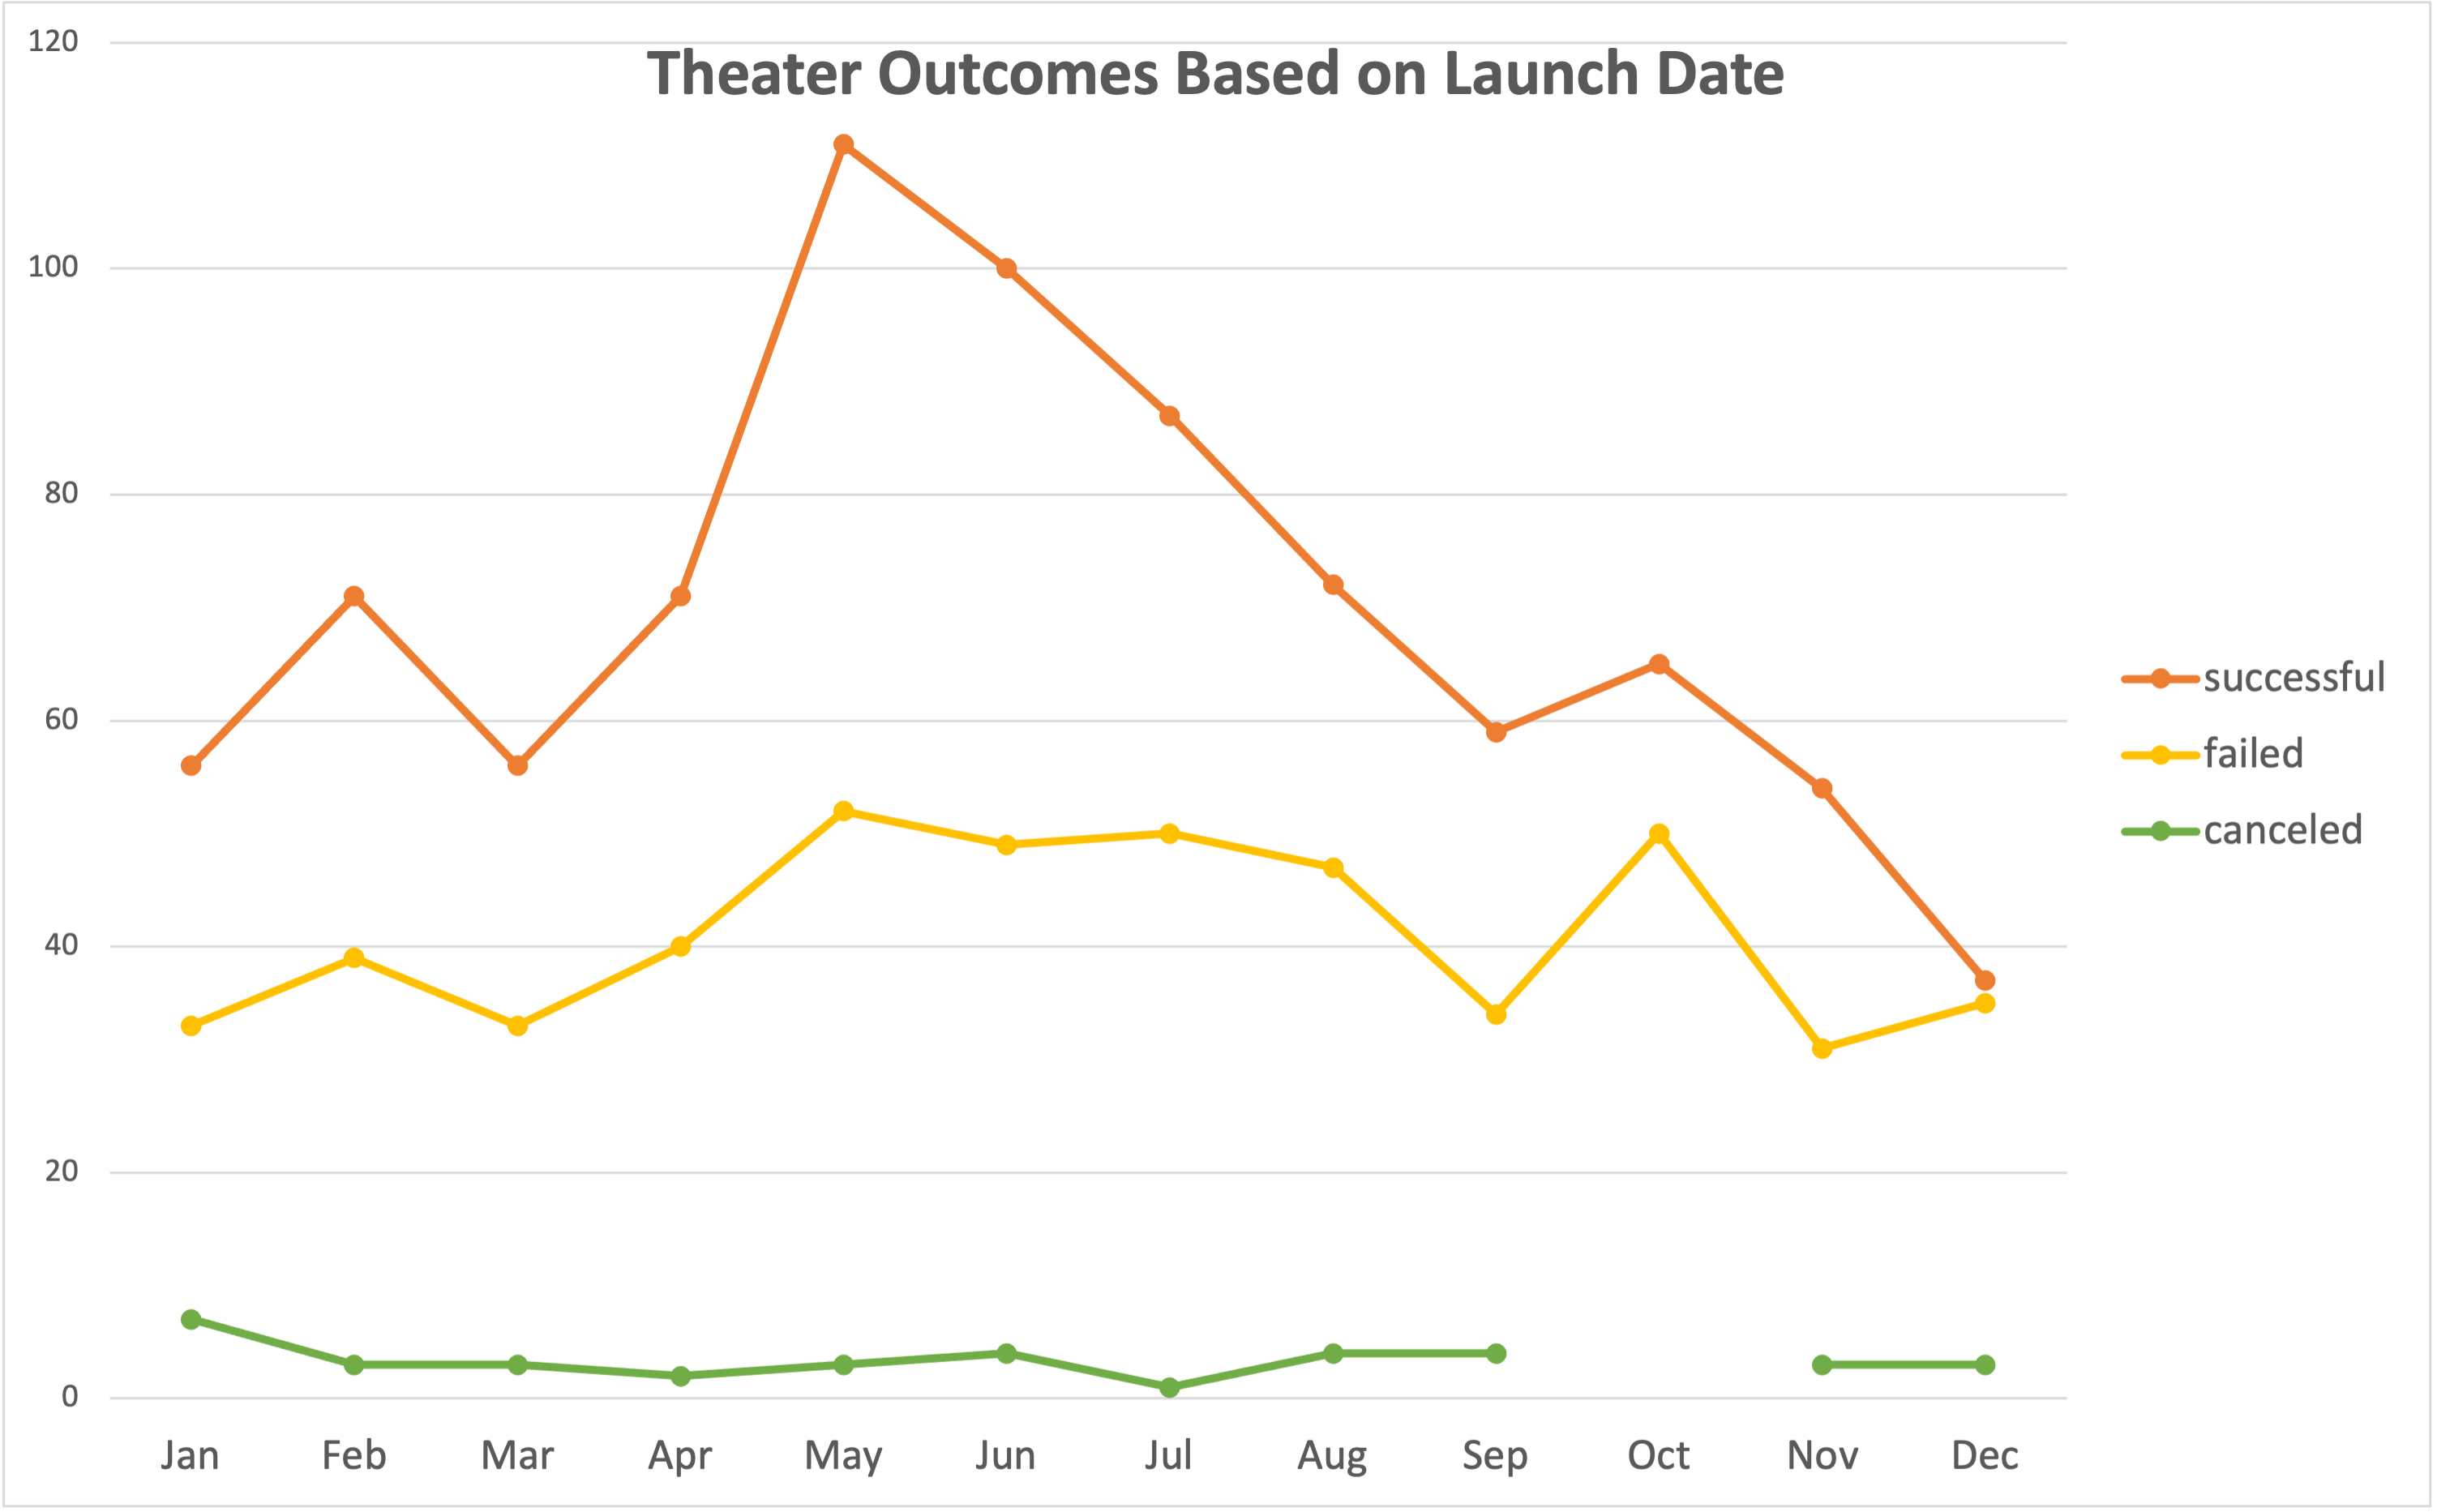 Theater Outcomes Based on Launch Date
120
100
80
60
40
20
0
Jan Feb Mar Apr May Jun Jul Aug Sep Oct Nov Dec
successful
failed
canceled